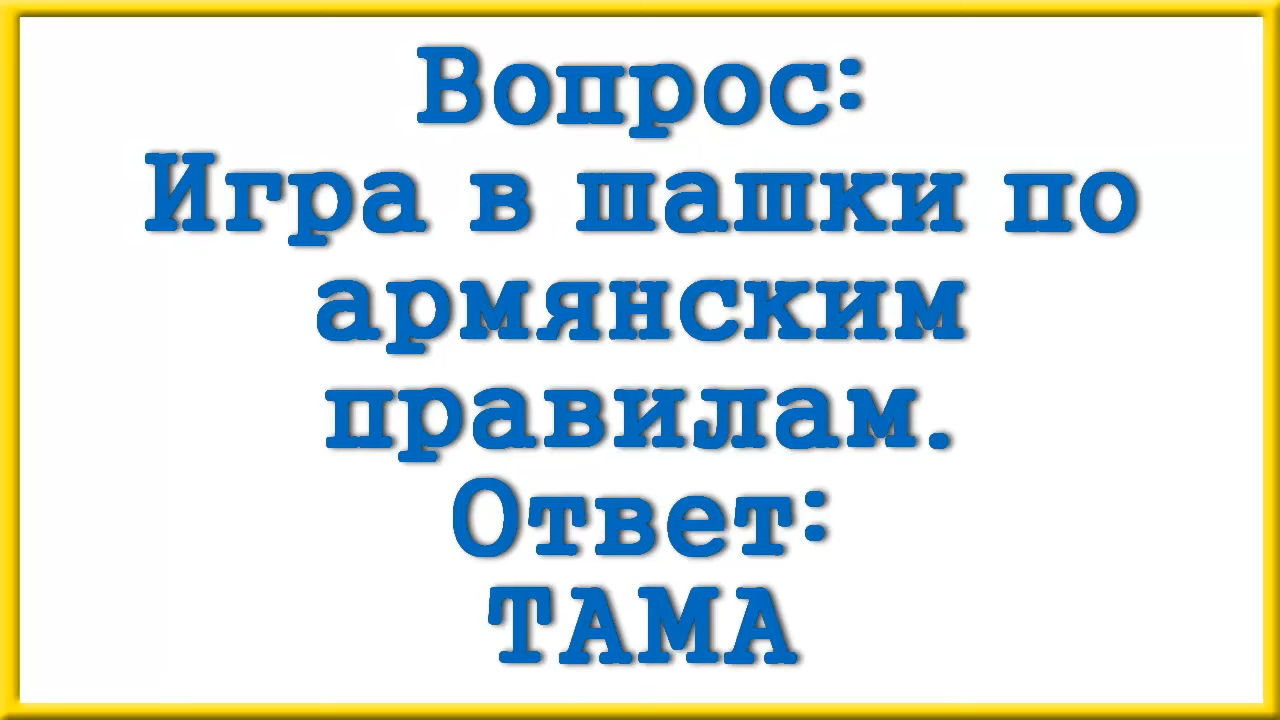 Вопрос:
Игра в шашки по
армянским
правилам.
Ответ:
ТАМА